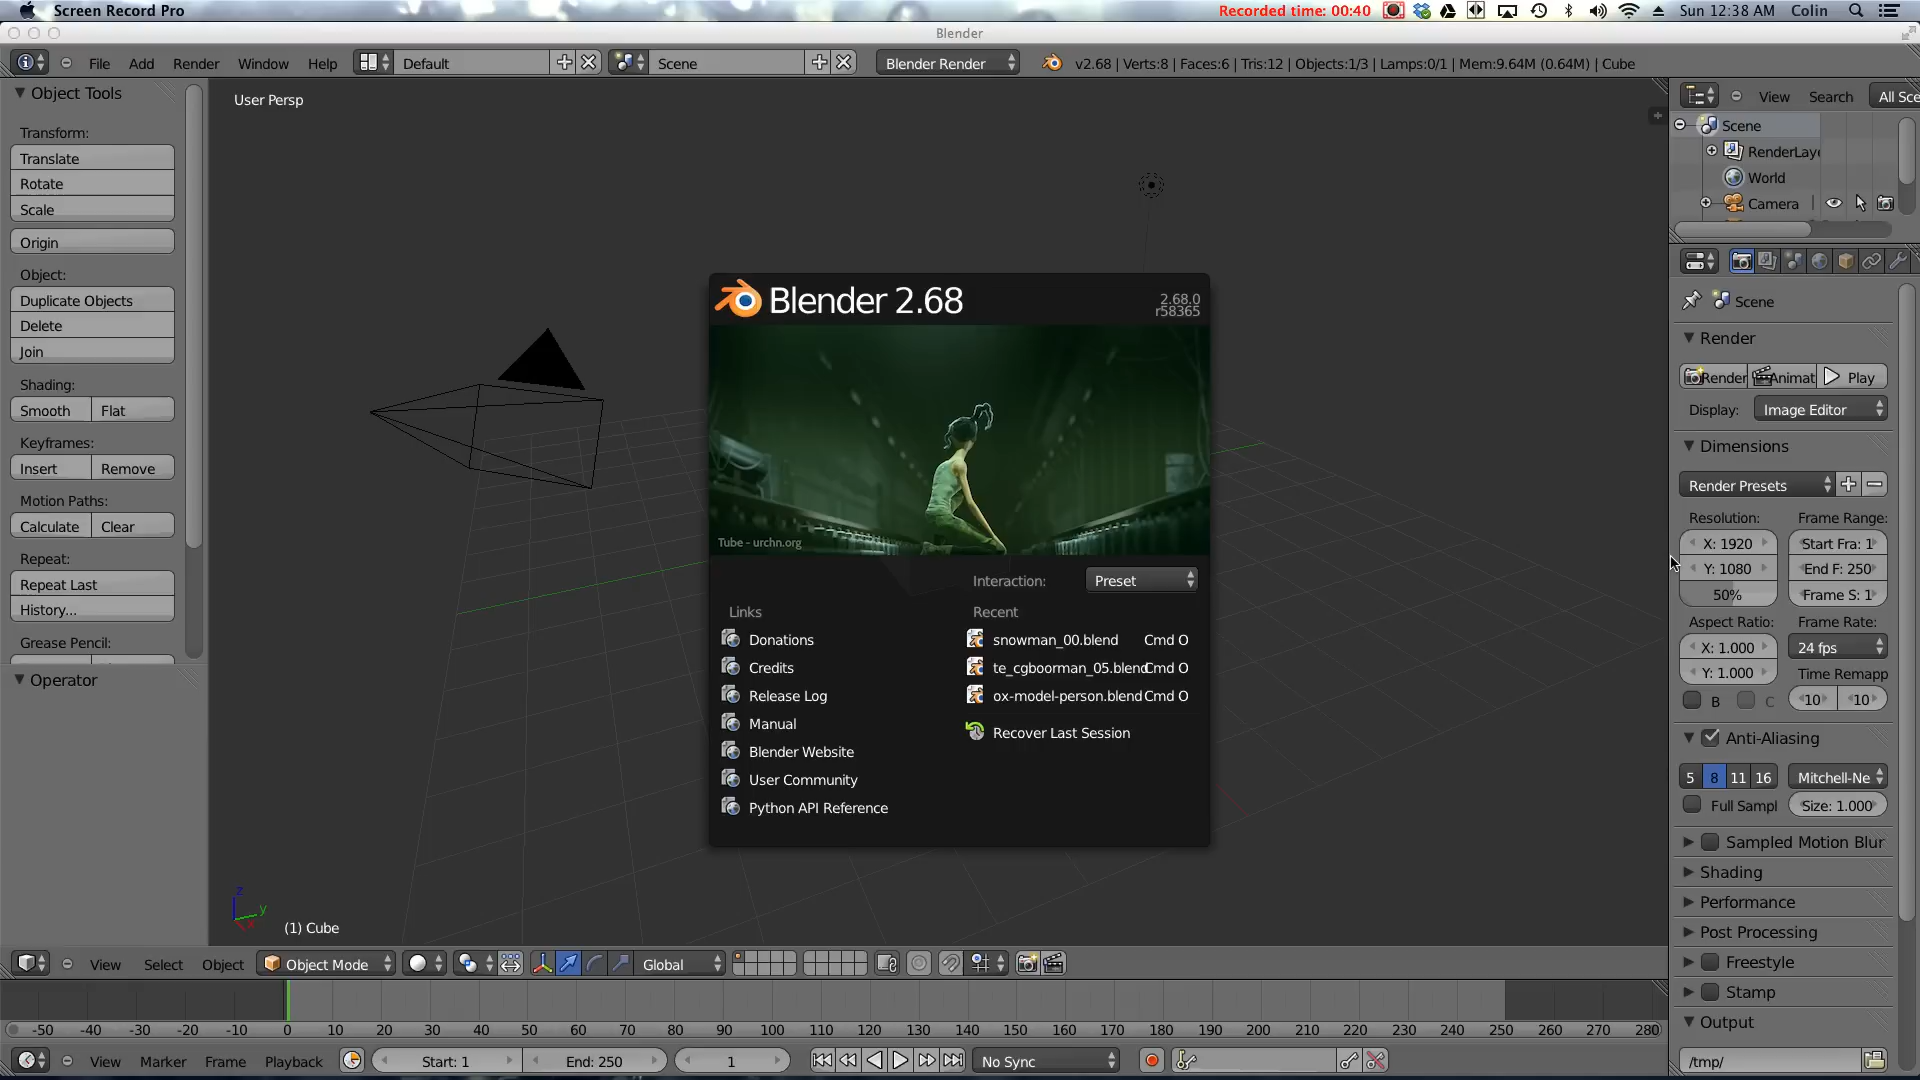 Screen Record Pro
Recorded time: 00:40
Sun 12:38 AM Colin
Blender
File Add Render Window Help
Default
Scene
Blender Render
v2.68 | Verts:8 | Faces:6 | Tris:12 | Objects:1/3 | Lamps:0/1 | Mem:9.64M (0.64M) | Cube
Object Tools
Transform:
Translate
Rotate
Scale
Origin
Object:
Duplicate Objects
Delete
Join
Shading:
Smooth Flat
Keyframes:
Insert Remove
Motion Paths:
Calculate Clear
Repeat:
Repeat Last
History...
Grease Pencil:
Operator
User Persp
Blender 2.68
2.68.0
r58365
Tube - urchn.org
Interaction: Preset
Links
Donations
Credits
Release Log
Manual
Blender Website
User Community
Python API Reference
Recent
snowman_00.blend Cmd O
te_cgboorman_05.blend Cmd O
ox-model-person.blend Cmd O
Recover Last Session
z
y
x
(1) Cube
View Search All Sce
Scene
RenderLaye
World
Camera
Scene
Render
Render Animat Play
Display: Image Editor
Dimensions
Render Presets
Resolution: Frame Range:
X: 1920 Start Fra: 1
Y: 1080 End F: 250
50% Frame S: 1
Aspect Ratio: Frame Rate:
X: 1.000 24 fps
Y: 1.000 Time Remapp
B C 10 10
Anti-Aliasing
5 8 11 16 Mitchell-Ne
Full Sampl Size: 1.000
Sampled Motion Blur
Shading
Performance
Post Processing
Freestyle
Stamp
Output
/tmp/
View Select Object Object Mode Global
-50 -40 -30 -20 -10 0 10 20 30 40 50 60 70 80 90 100 110 120 130 140 150 160 170 180 190 200 210 220 230 240 250 260 270 280
View Marker Frame Playback Start: 1 End: 250 1 No Sync